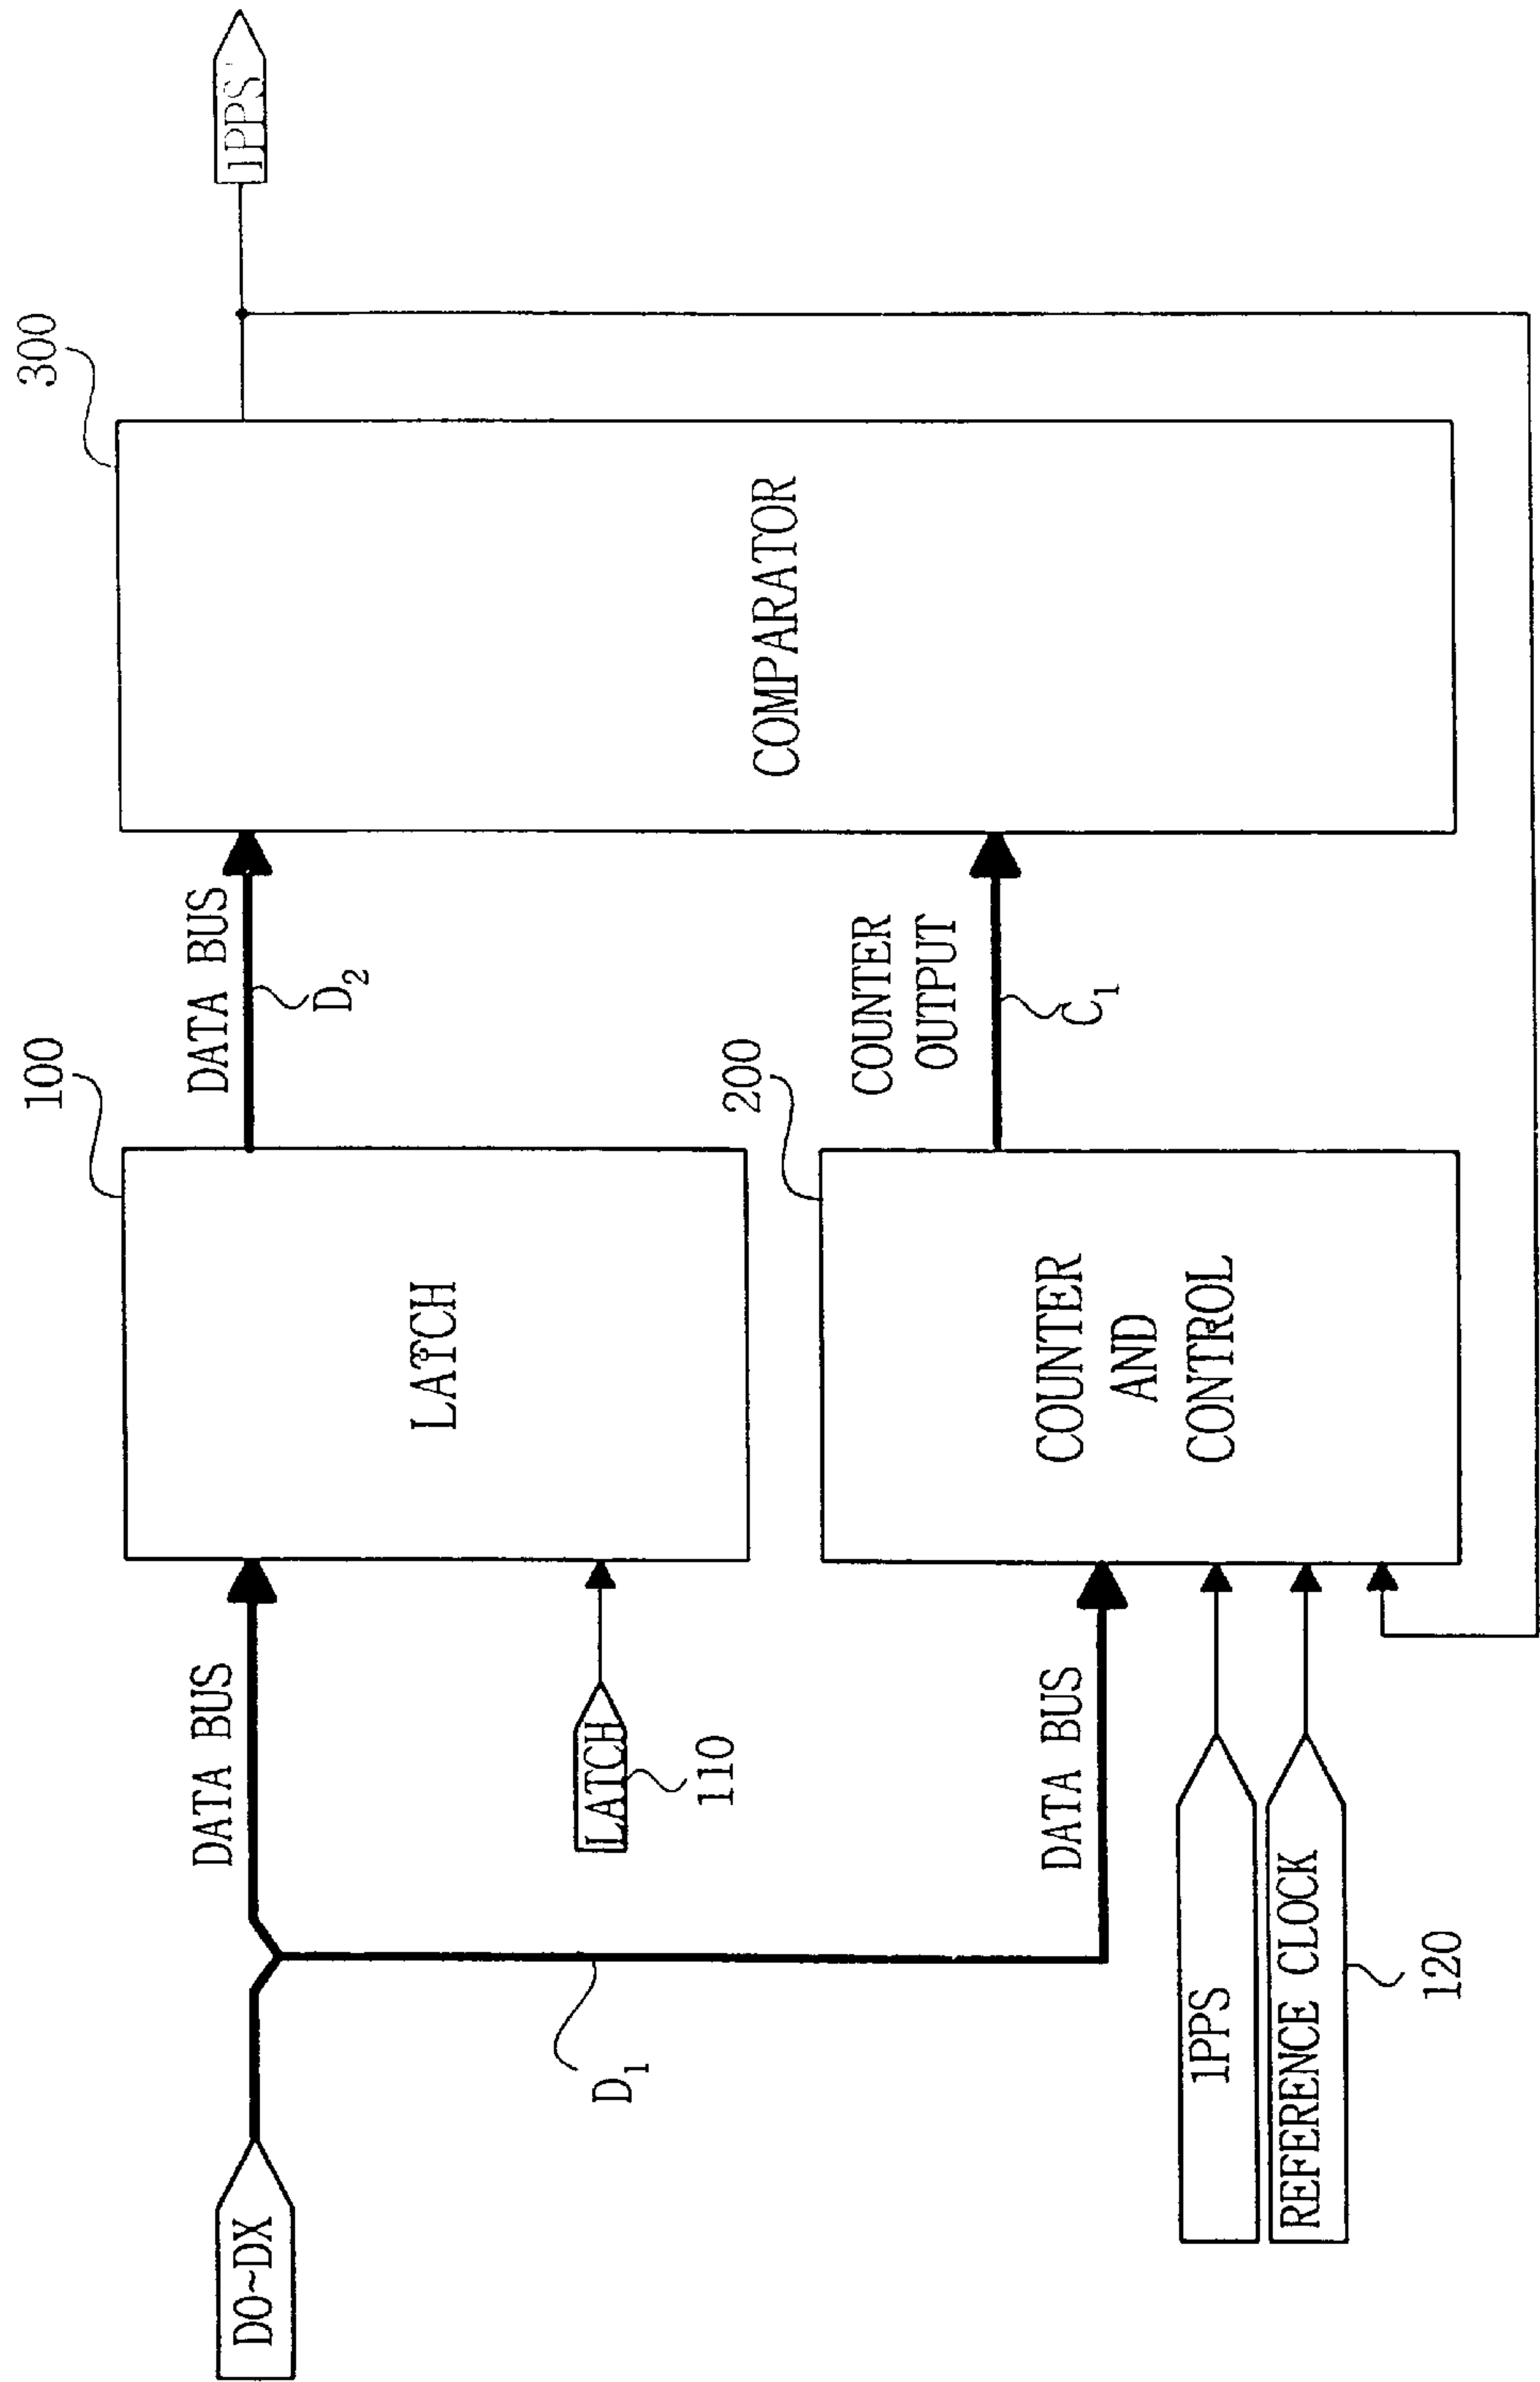 DO~DX
DATA BUS
D1
LATCH
110
100
LATCH
DATA BUS
D2
300
COMPARATOR
1PPS
DATA BUS
1PPS
REFERENCE CLOCK
120
200
COUNTER
AND
CONTROL
COUNTER
OUTPUT
C1